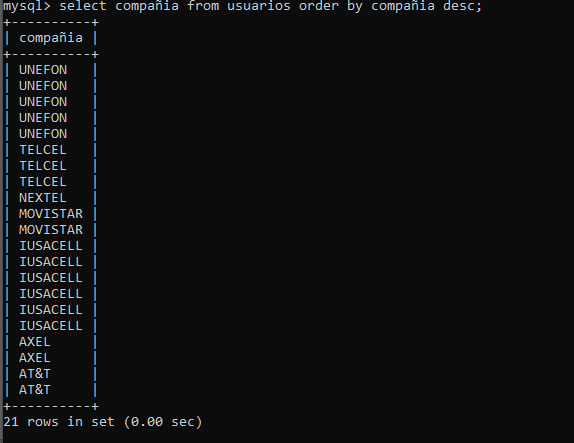 mysql> select compañia from usuarios order by compañia desc;
+----------+
| compañia |
+----------+
| UNEFON   |
| UNEFON   |
| UNEFON   |
| UNEFON   |
| UNEFON   |
| TELCEL   |
| TELCEL   |
| TELCEL   |
| NEXTEL   |
| MOVISTAR |
| MOVISTAR |
| IUSACELL |
| IUSACELL |
| IUSACELL |
| IUSACELL |
| IUSACELL |
| IUSACELL |
| AXEL     |
| AXEL     |
| AT&T     |
| AT&T     |
+----------+
21 rows in set (0.00 sec)